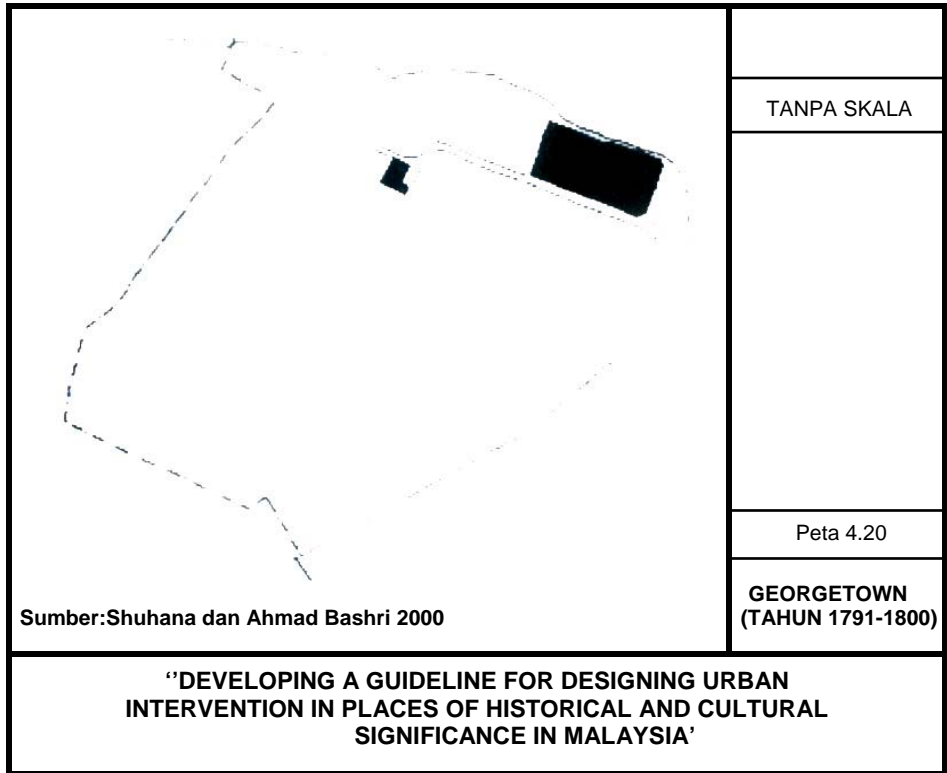 TANPA SKALA
Peta 4.20
GEORGETOWN
(TAHUN 1791-1800)
Sumber:Shuhana dan Ahmad Bashri 2000
‘’DEVELOPING A GUIDELINE FOR DESIGNING URBAN
INTERVENTION IN PLACES OF HISTORICAL AND CULTURAL
SIGNIFICANCE IN MALAYSIA’